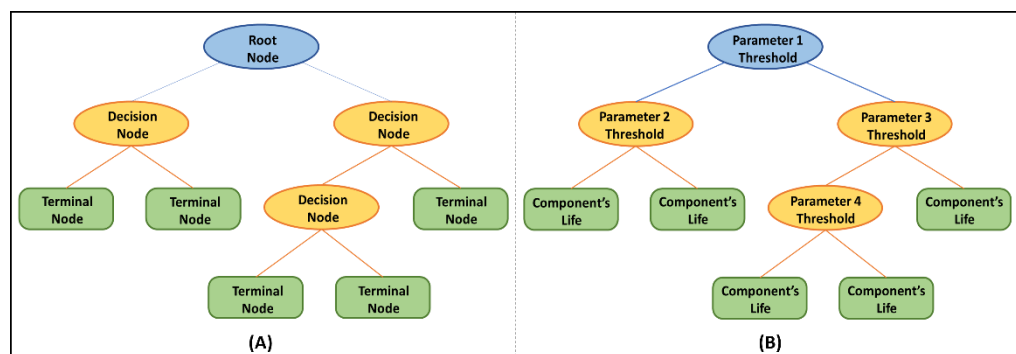 Root
Node
Decision
Node
Decision
Node
Terminal
Node
Terminal
Node
Decision
Node
Terminal
Node
Terminal
Node
Terminal
Node
(A)
Parameter 1
Threshold
Parameter 2
Threshold
Parameter 3
Threshold
Component's
Life
Component's
Life
Parameter 4
Threshold
Component's
Life
Component's
Life
Component's
Life
(B)